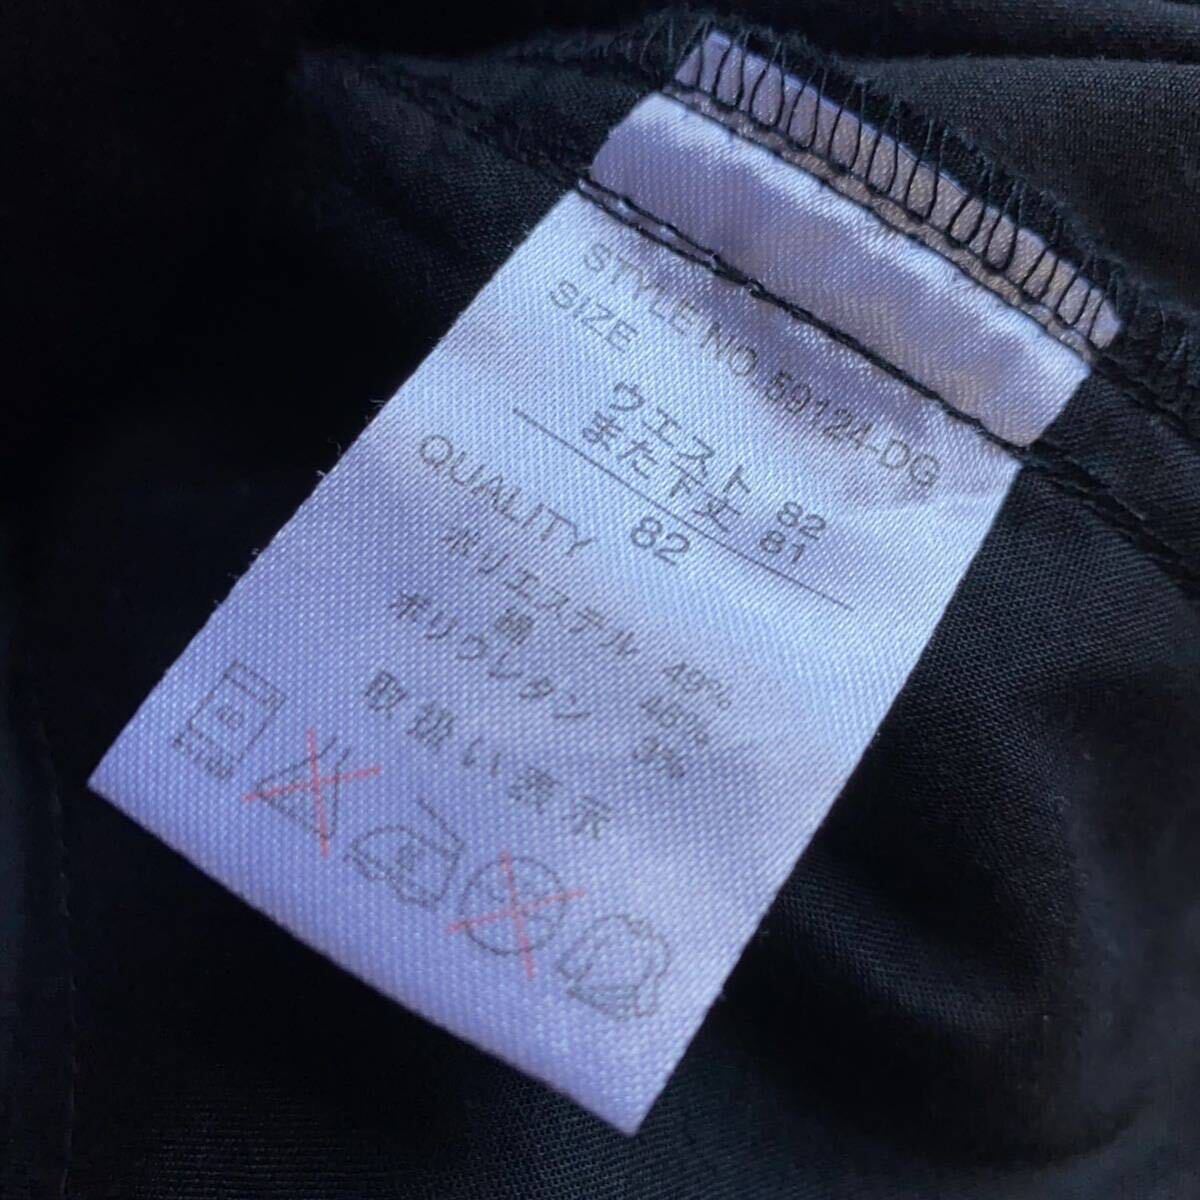 STYLE NO. 59124-DG
SIZE
ウエスト 82
また下丈 81
82
QUALITY
ポリエステル 49%
綿 48%
ポリウレタン 3%
取扱い表示